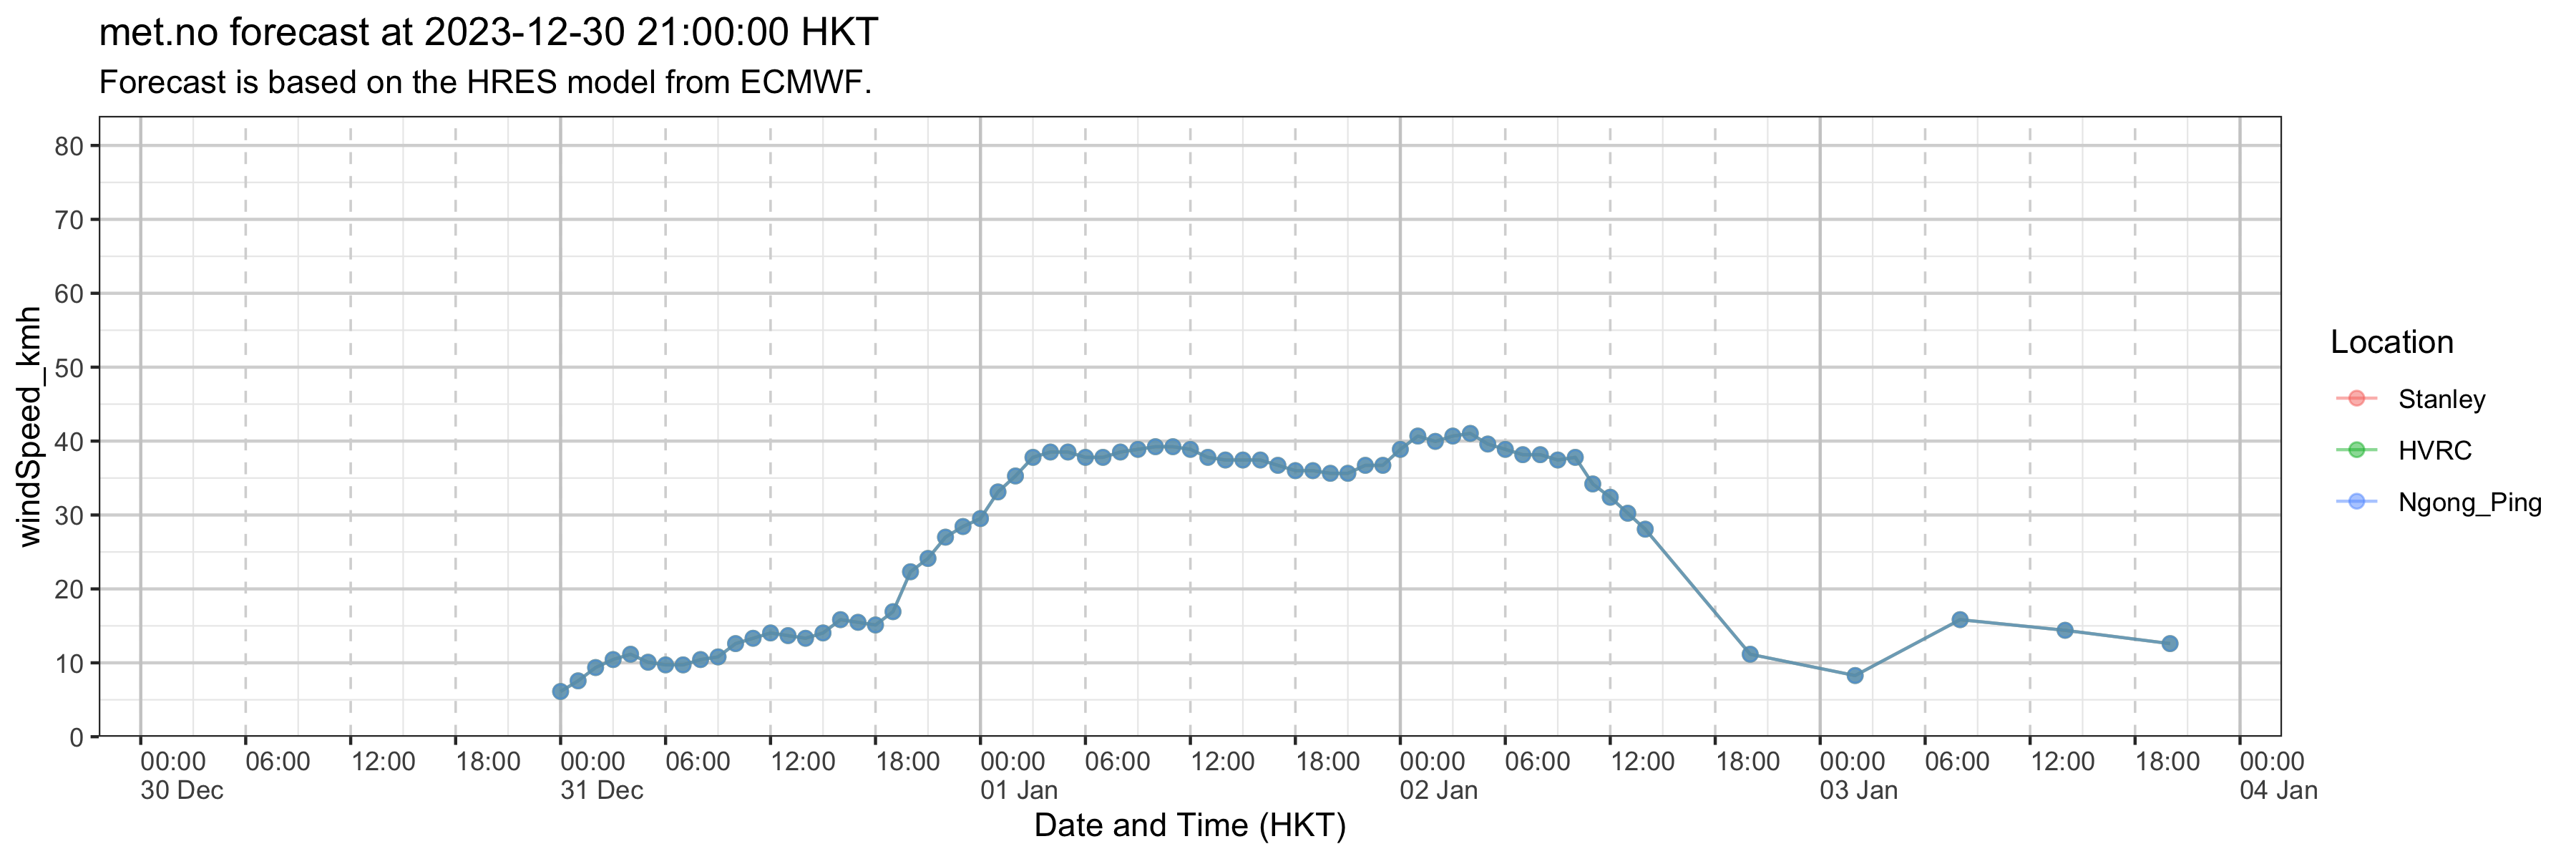 met.no forecast at 2023-12-30 21:00:00 HKT
Forecast is based on the HRES model from ECMWF.
windSpeed_kmh
80
70
60
50
40
30
20
10
0
00:00 06:00 12:00 18:00 00:00 06:00 12:00 18:00 00:00 06:00 12:00 18:00 00:00 06:00 12:00 18:00 00:00 06:00 12:00 18:00 00:00
30 Dec 31 Dec 01 Jan 02 Jan 03 Jan 04 Jan
Date and Time (HKT)
Location
Stanley
HVRC
Ngong_Ping